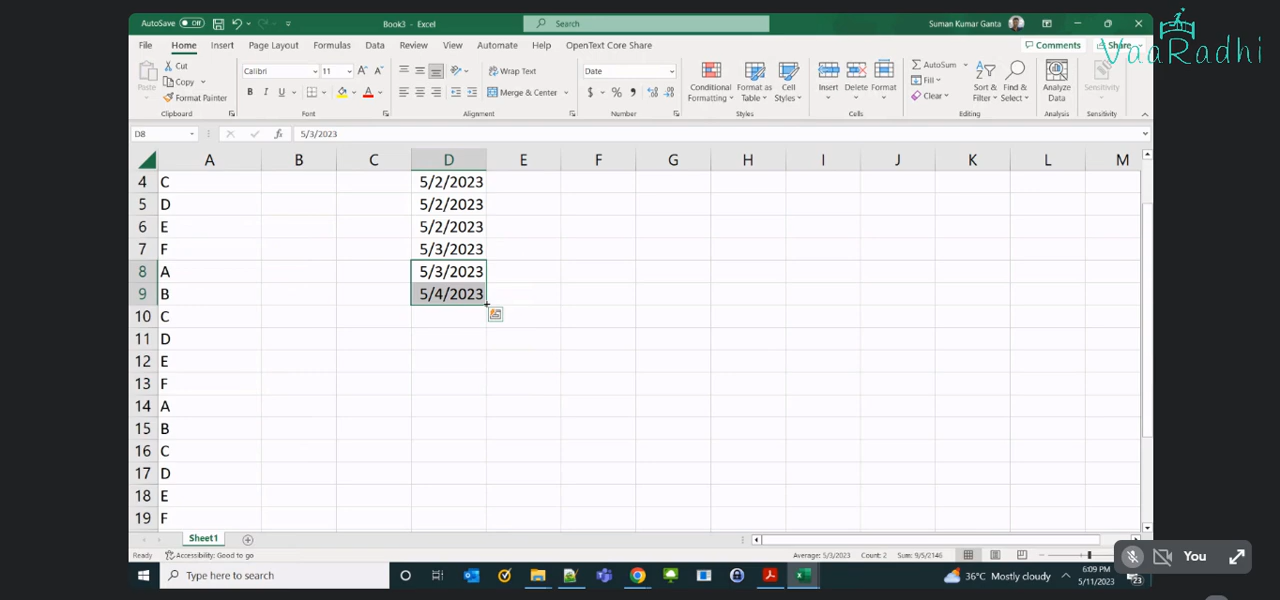 AutoSave Off Book3 - Excel Search Suman Kumar Ganta
VaaRadhi
File Home Insert Page Layout Formulas Data Review View Automate Help OpenText Core Share Comments Share
Paste Cut Copy Format Painter Clipboard
Calibri 11 B I U Font
Wrap Text Merge & Center Alignment
Date $ % Number
Conditional Formatting Format as Table Cell Styles Styles
Insert Delete Format Cells
AutoSum Fill Clear Sort & Filter Find & Select Editing
Analyze Data Analysis
Sensitivity Sensitivity
D8 fx 5/3/2023
A B C D E F G H I J K L M
4 C 5/2/2023
5 D 5/2/2023
6 E 5/2/2023
7 F 5/3/2023
8 A 5/3/2023
9 B 5/4/2023
10 C
11 D
12 E
13 F
14 A
15 B
16 C
17 D
18 E
19 F
Sheet1
Ready Accessibility: Good to go Average: 5/3/2023 Count: 2 Sum: 9/5/2146
You
Type here to search 36°C Mostly cloudy 6:09 PM
5/11/2023 23